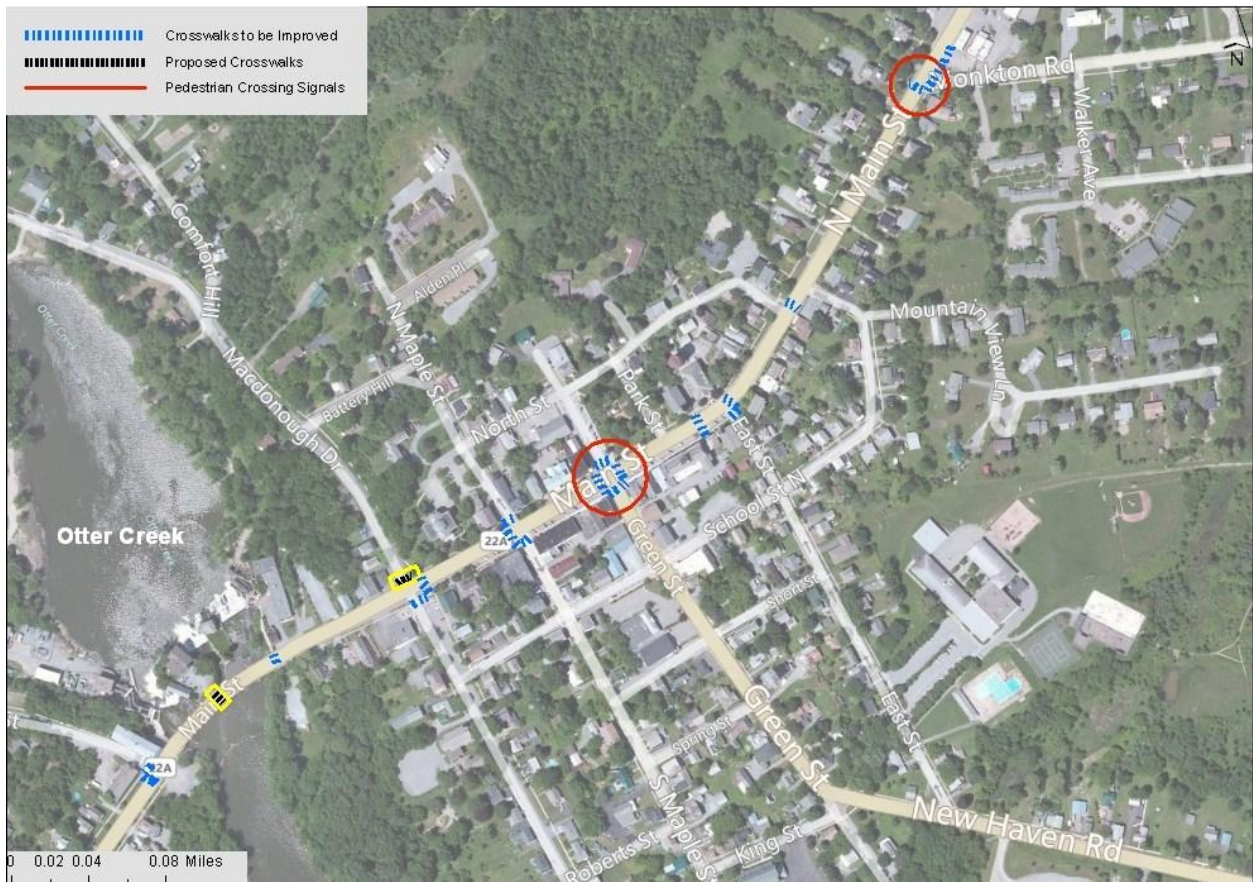 Crosswalks to be Improved
Proposed Crosswalks
Pedestrian Crossing Signals
N
Monkton Rd
Walker Ave
N Main St
Comfort Hill
Alden Pl
N Maple St
Otter Creek
Mountain View Ln
Macdonough Dr
Battery Hill
North St
Park St
East St
School St N
Main St
22A
Green St
Otter Creek
Short St
Main St
Green St
East St
Spring St
22A
S Maple St
New Haven Rd
King St
Roberts St
0 0.02 0.04 0.08 Miles